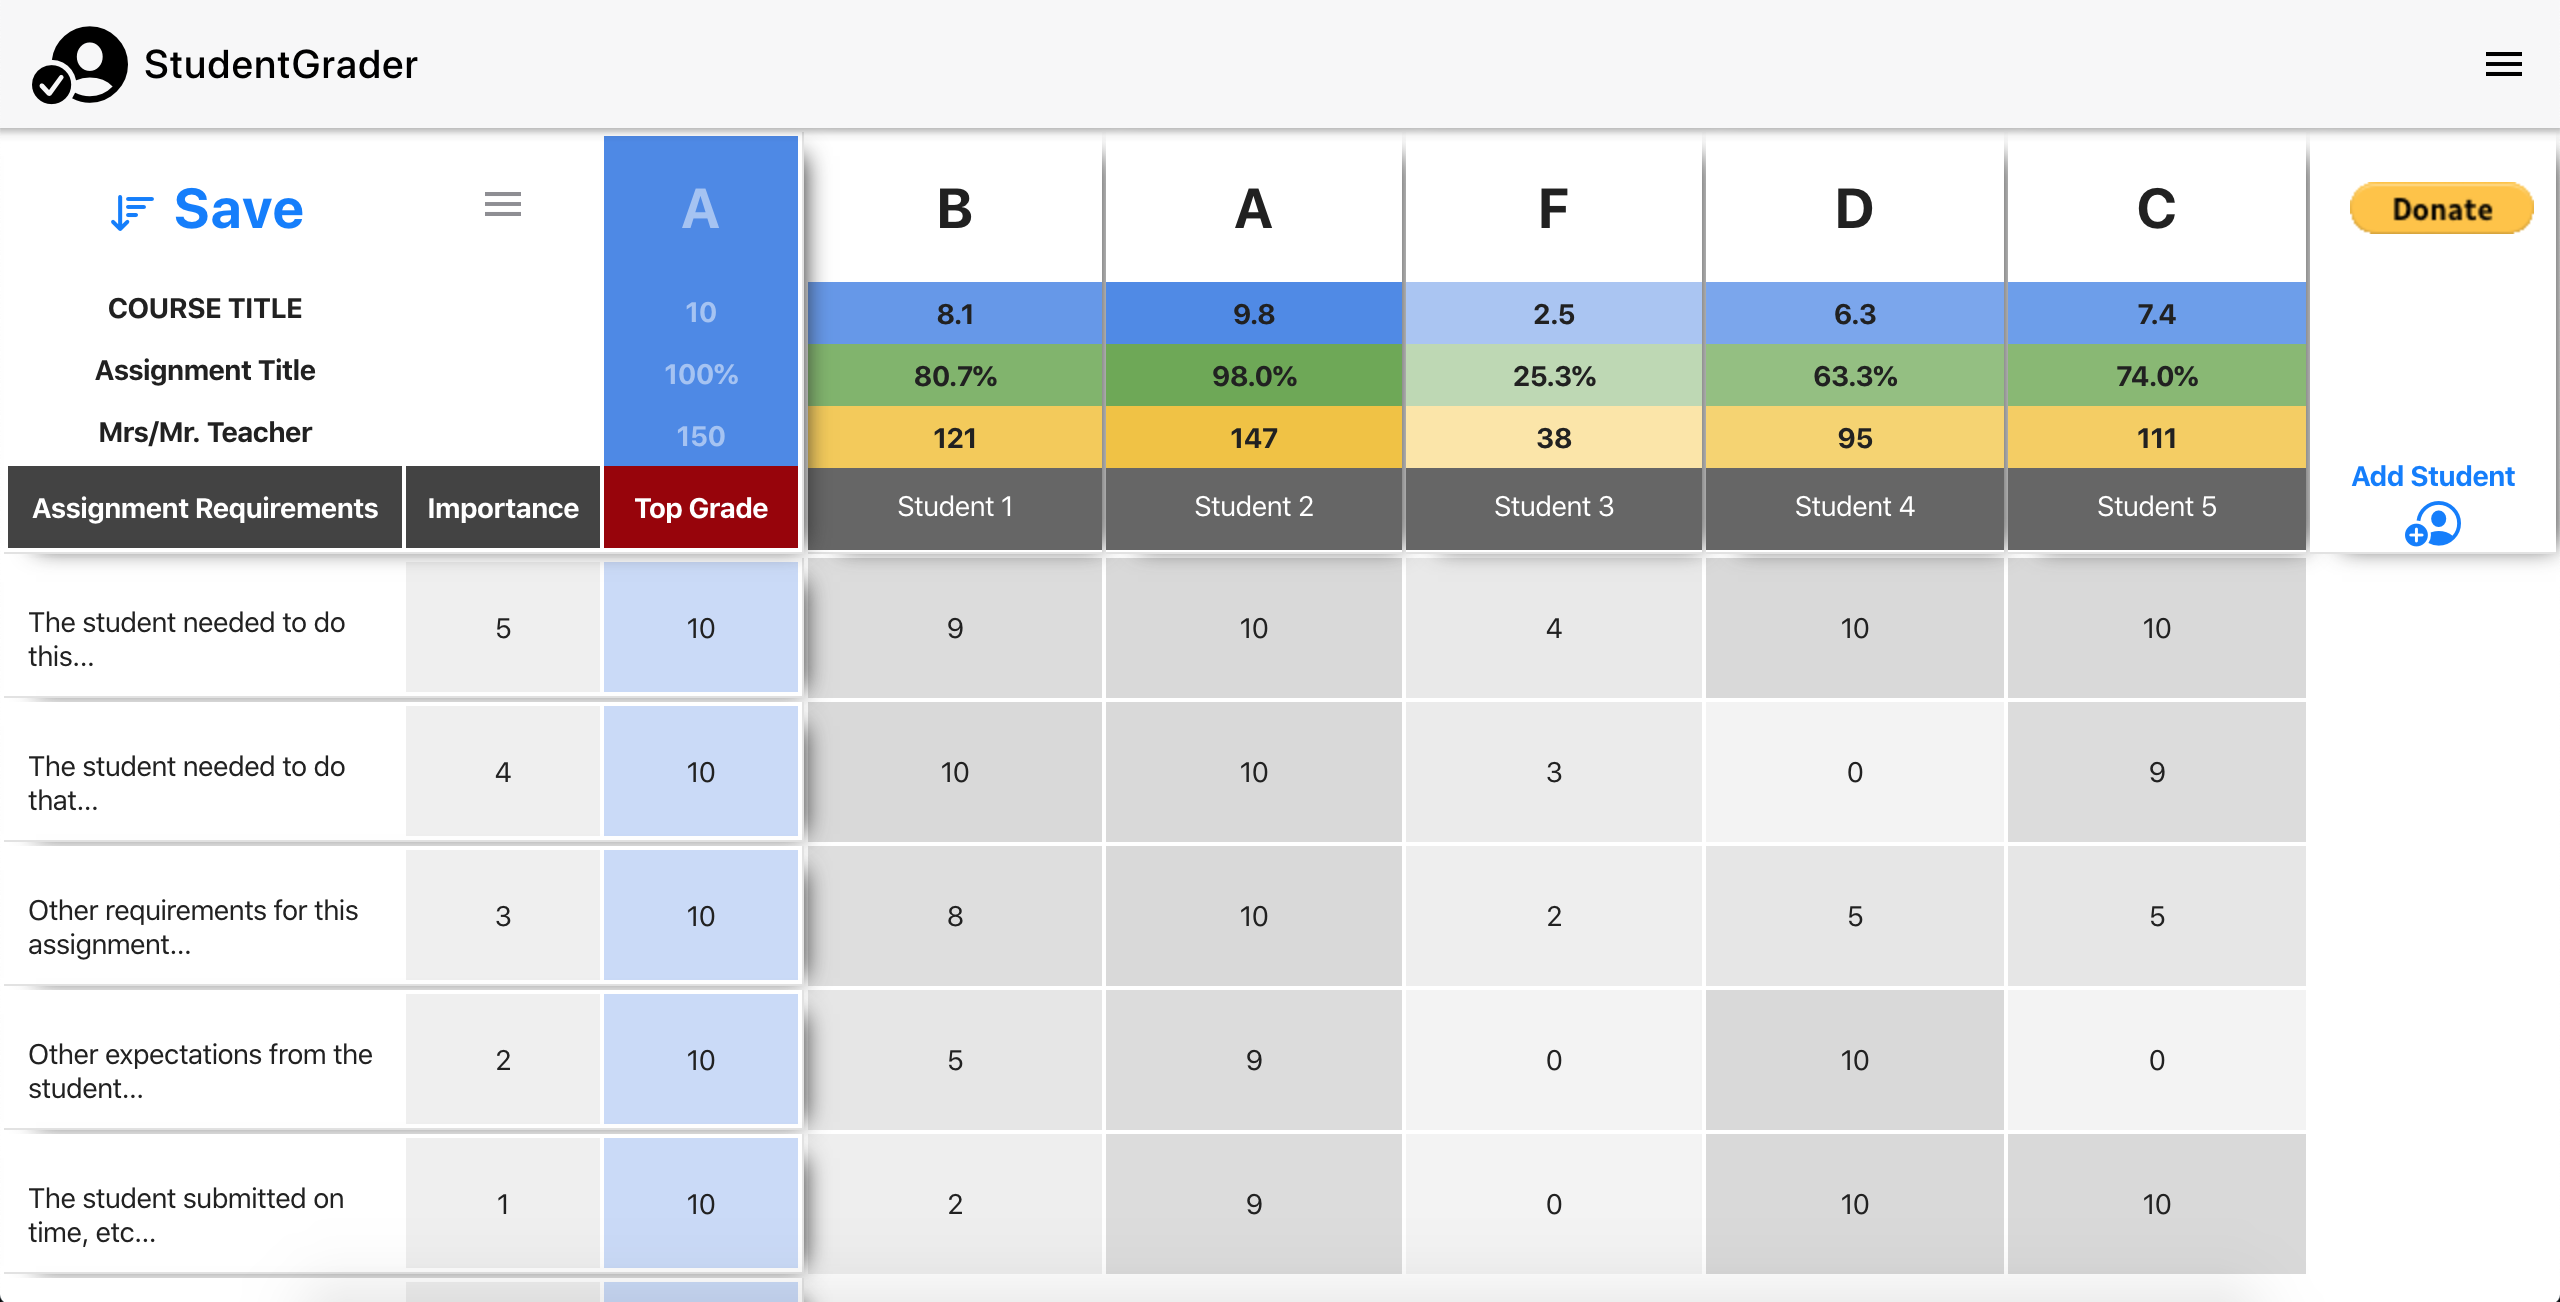 StudentGrader
Save
A
B
A
F
D
C
Donate
COURSE TITLE
10
8.1
9.8
2.5
6.3
7.4
Assignment Title
100%
80.7%
98.0%
25.3%
63.3%
74.0%
Mrs/Mr. Teacher
150
121
147
38
95
111
Assignment Requirements
Importance
Top Grade
Student 1
Student 2
Student 3
Student 4
Student 5
Add Student
The student needed to do
this...
5
10
9
10
4
10
10
The student needed to do
that...
4
10
10
10
3
0
9
Other requirements for this
assignment...
3
10
8
10
2
5
5
Other expectations from the
student...
2
10
5
9
0
10
0
The student submitted on
time, etc...
1
10
2
9
0
10
10